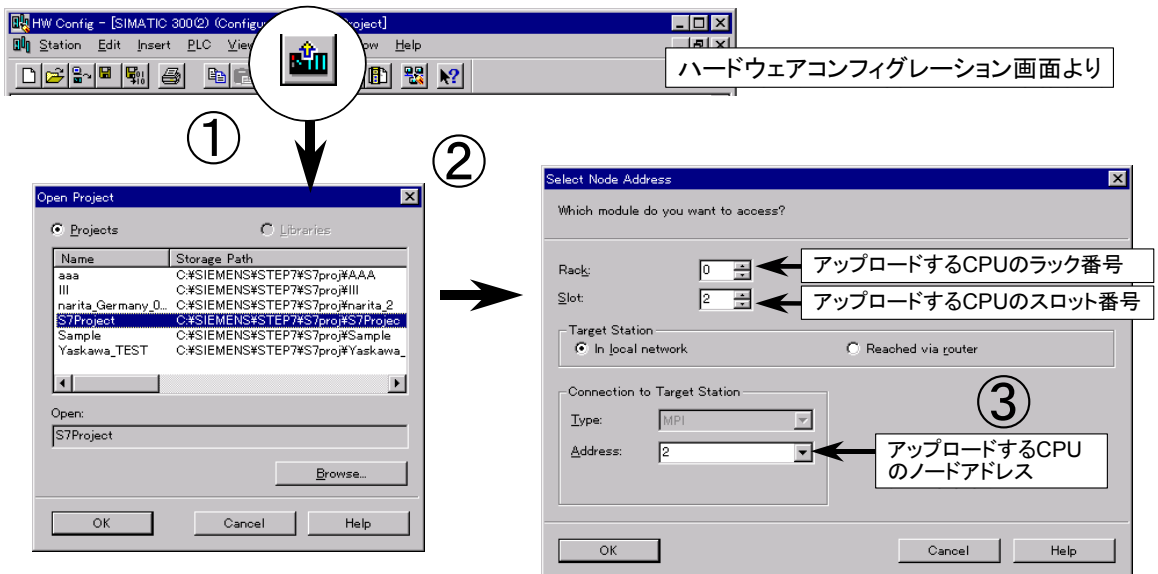 HW Config - [SIMATIC 300(2) (Configu roject]
Station Edit Insert PLC View ow Help
ハードウェアコンフィグレーション画面より
①
②
Open Project
Projects
Libraries
Name Storage Path
aaa C:¥SIEMENS¥STEP7¥S7proj¥AAA
III C:¥SIEMENS¥STEP7¥S7proj¥III
narita_Germany_0... C:¥SIEMENS¥STEP7¥S7proj¥narita_2
S7Project C:¥SIEMENS¥STEP7¥S7proj¥S7Projec
Sample C:¥SIEMENS¥STEP7¥S7proj¥Sample
Yaskawa_TEST C:¥SIEMENS¥STEP7¥S7proj¥Yaskawa_
Open:
S7Project
Browse...
OK Cancel Help
Select Node Address
Which module do you want to access?
Rack: 0 アップロードするCPUのラック番号
Slot: 2 アップロードするCPUのスロット番号
Target Station
In local network Reached via router
Connection to Target Station
③
Type: MPI
Address: 2
アップロードするCPU
のノードアドレス
OK Cancel Help